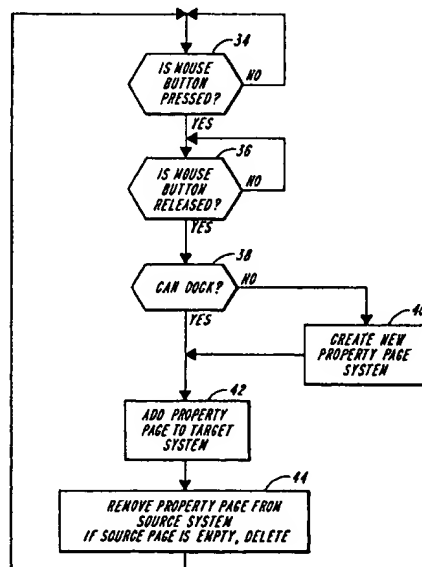 34
IS MOUSE
BUTTON
PRESSED?
NO
YES
36
IS MOUSE
BUTTON
RELEASED?
NO
YES
38
CAN DOCK?
NO
YES
CREATE NEW
PROPERTY PAGE
SYSTEM
42
ADD PROPERTY
PAGE TO TARGET
SYSTEM
44
REMOVE PROPERTY PAGE FROM
SOURCE SYSTEM
IF SOURCE PAGE IS EMPTY, DELETE